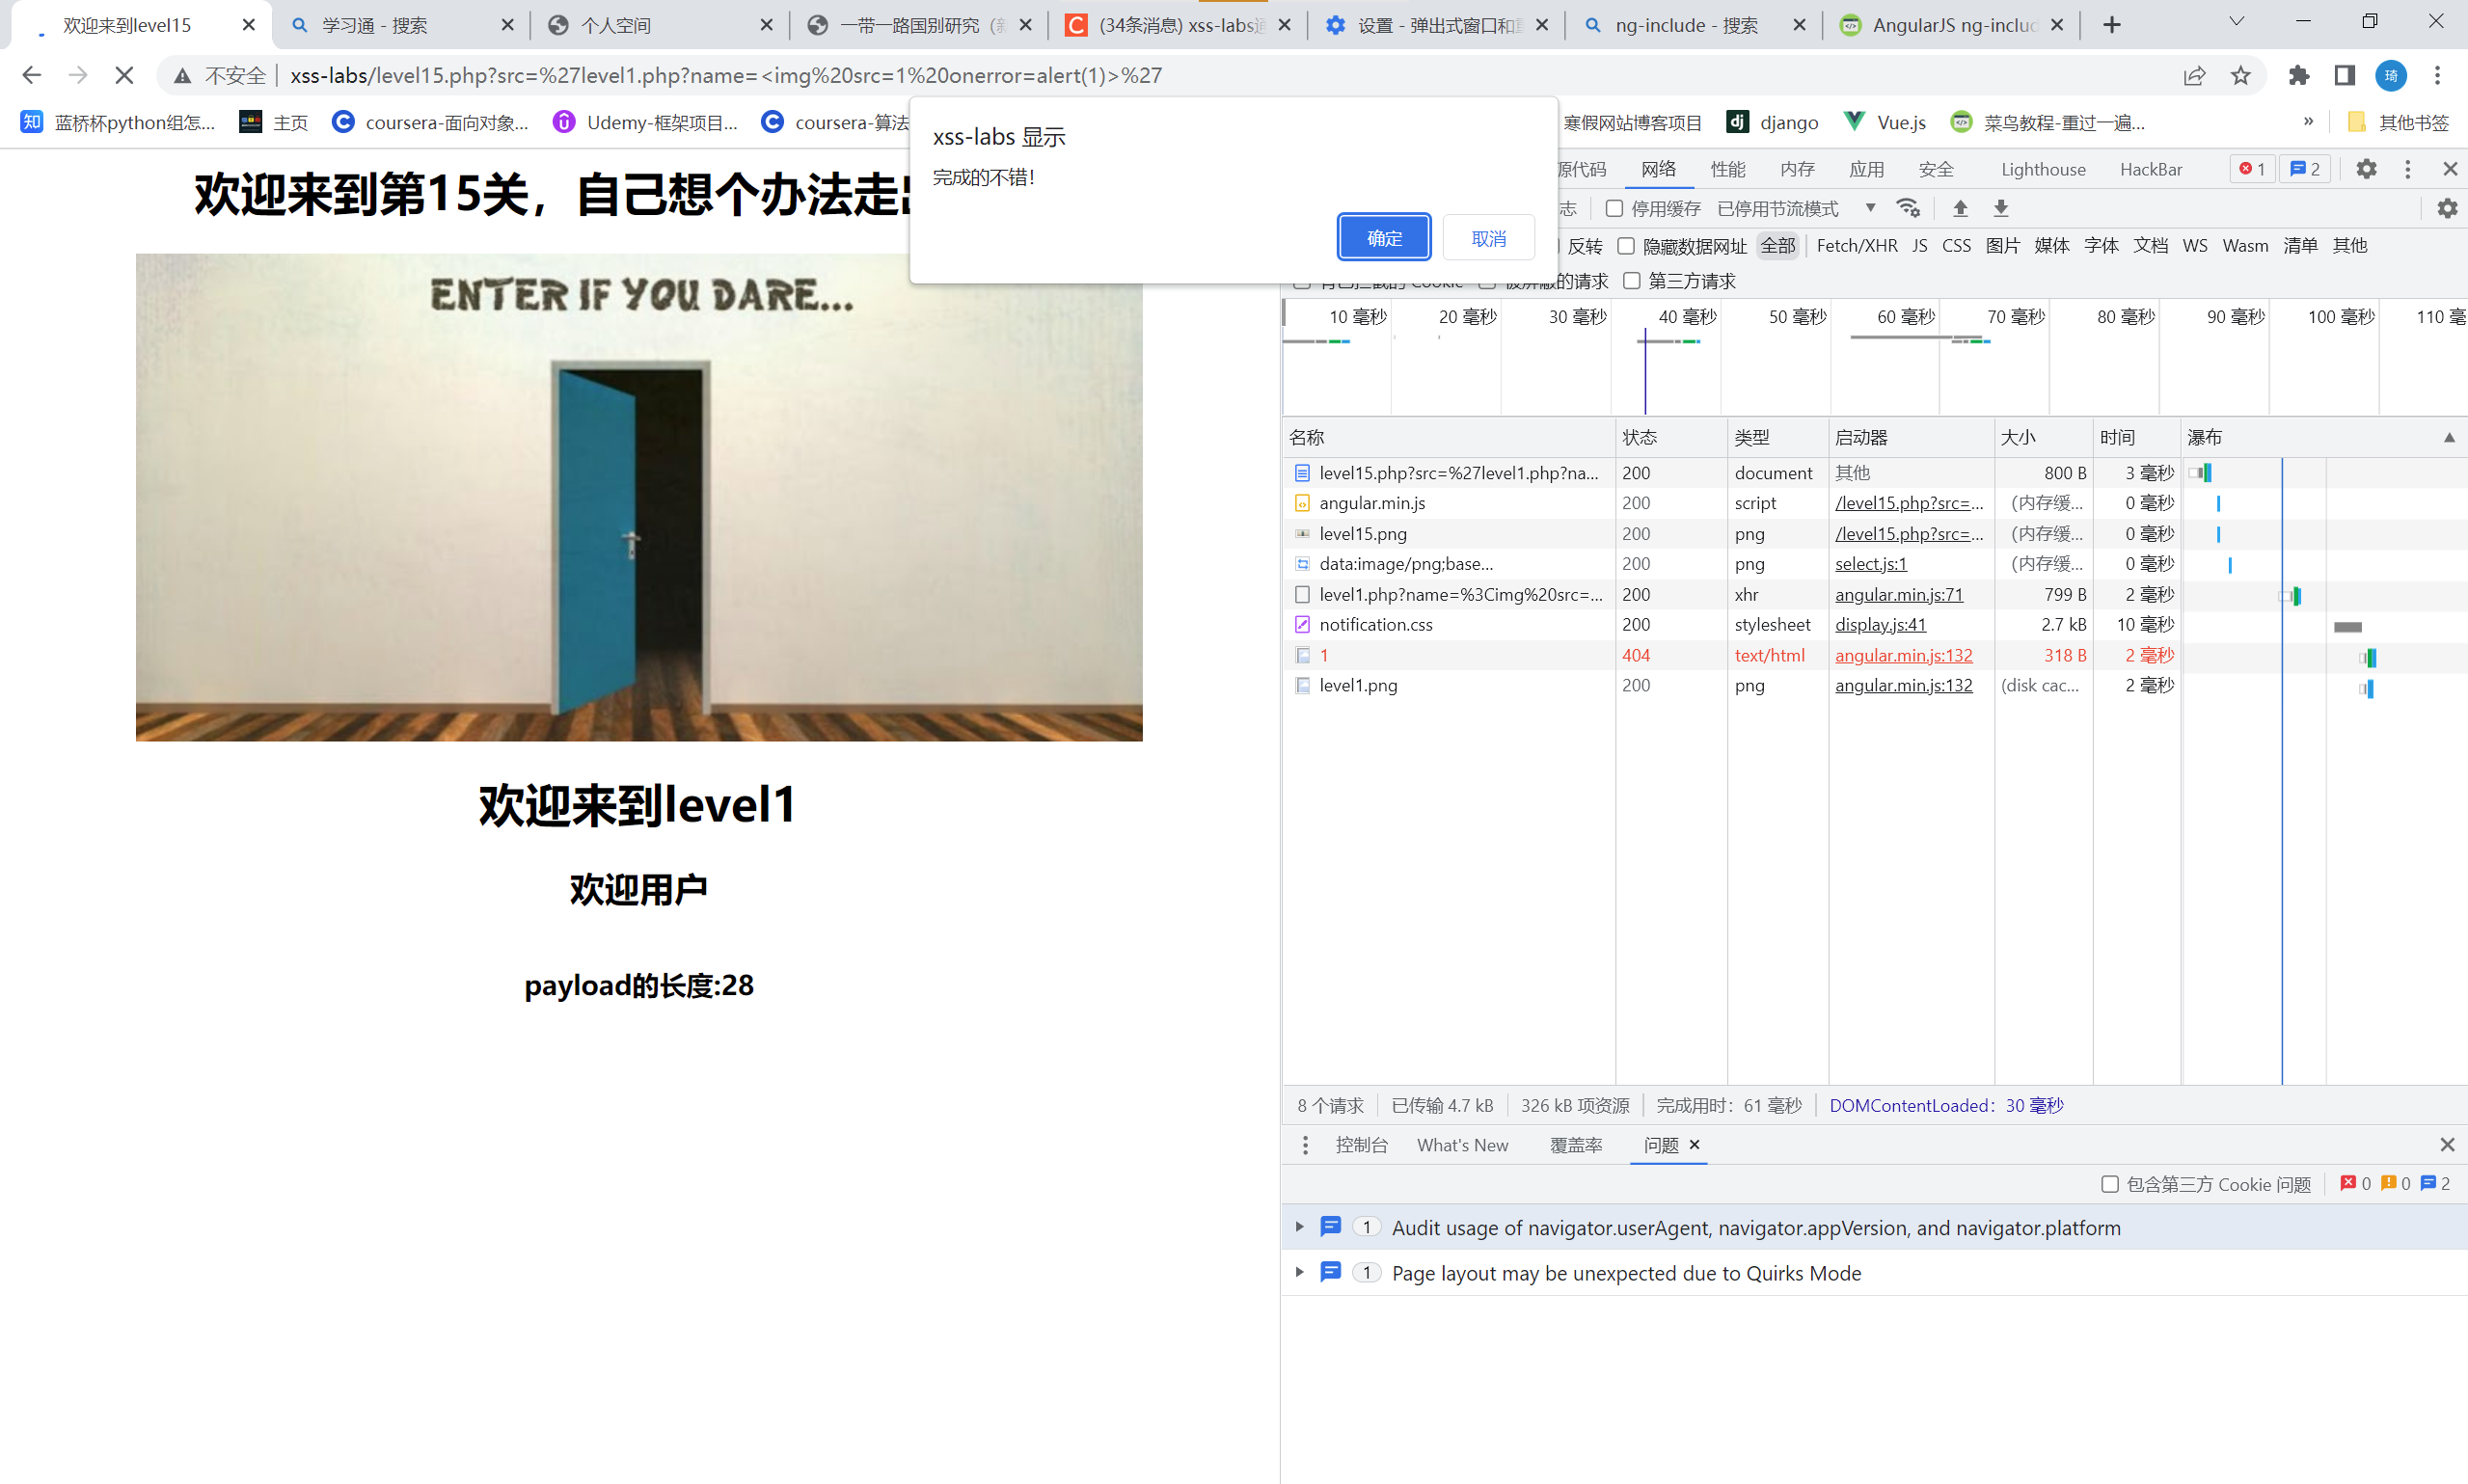 欢迎来到level15
学习通 - 搜索
个人空间
一带一路国别研究
(34条消息) xss-labs通
设置 - 弹出式窗口和重
ng-include - 搜索
AngularJS ng-includ
不安全
xss-labs/level15.php?src=%27level1.php?name=<img%20src=1%20onerror=alert(1)>%27
琦
知 蓝桥杯python组怎...
主页
coursera-面向对象...
Udemy-框架项目...
coursera-算法
寒假网站博客项目
dj django
Vue.js
菜鸟教程-重过一遍...
»
其他书签
xss-labs 显示
完成的不错!
确定 取消
欢迎来到第15关，自己想个办法走
ENTER IF YOU DARE...
欢迎来到level1
欢迎用户
payload的长度:28
源代码 网络 性能 内存 应用 安全 Lighthouse HackBar 1 2
志 停用缓存 已停用节流模式
反转 隐藏数据网址 全部 Fetch/XHR JS CSS 图片 媒体 字体 文档 WS Wasm 清单 其他
的请求 第三方请求
10 毫秒 20 毫秒 30 毫秒 40 毫秒 50 毫秒 60 毫秒 70 毫秒 80 毫秒 90 毫秒 100 毫秒 110 毫
名称 状态 类型 启动器 大小 时间 瀑布
level15.php?src=%27level1.php?na... 200 document 其他 800 B 3 毫秒
angular.min.js 200 script /level15.php?src=... (内存缓... 0 毫秒
level15.png 200 png /level15.php?src=... (内存缓... 0 毫秒
data:image/png;base... 200 png select.js:1 (内存缓... 0 毫秒
level1.php?name=%3Cimg%20src=... 200 xhr angular.min.js:71 799 B 2 毫秒
notification.css 200 stylesheet display.js:41 2.7 kB 10 毫秒
1 404 text/html angular.min.js:132 318 B 2 毫秒
level1.png 200 png angular.min.js:132 (disk cac... 2 毫秒
8 个请求 已传输 4.7 kB 326 kB 项资源 完成用时：61 毫秒 DOMContentLoaded：30 毫秒
控制台 What's New 覆盖率 问题
包含第三方 Cookie 问题 0 0 2
1 Audit usage of navigator.userAgent, navigator.appVersion, and navigator.platform
1 Page layout may be unexpected due to Quirks Mode